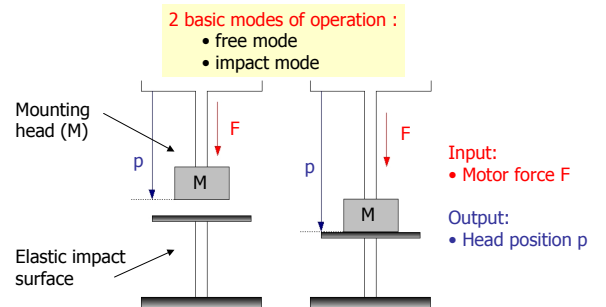 2 basic modes of operation :
• free mode
• impact mode
Mounting
head (M)
p
F
M
Elastic impact
surface
p
F
M
Input:
• Motor force F
Output:
• Head position p